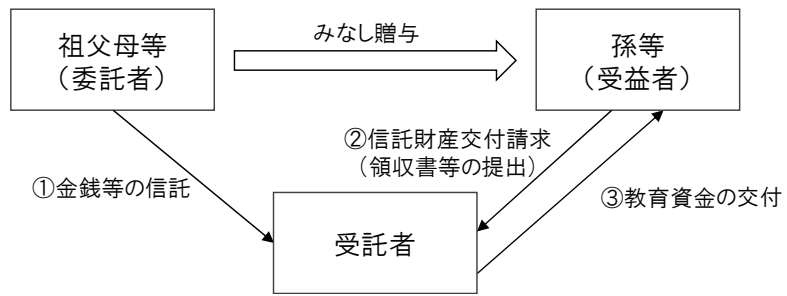 みなし贈与
祖父母等
（委託者）
孫等
（受益者）
②信託財産交付請求
（領収書等の提出）
①金銭等の信託
③教育資金の交付
受託者